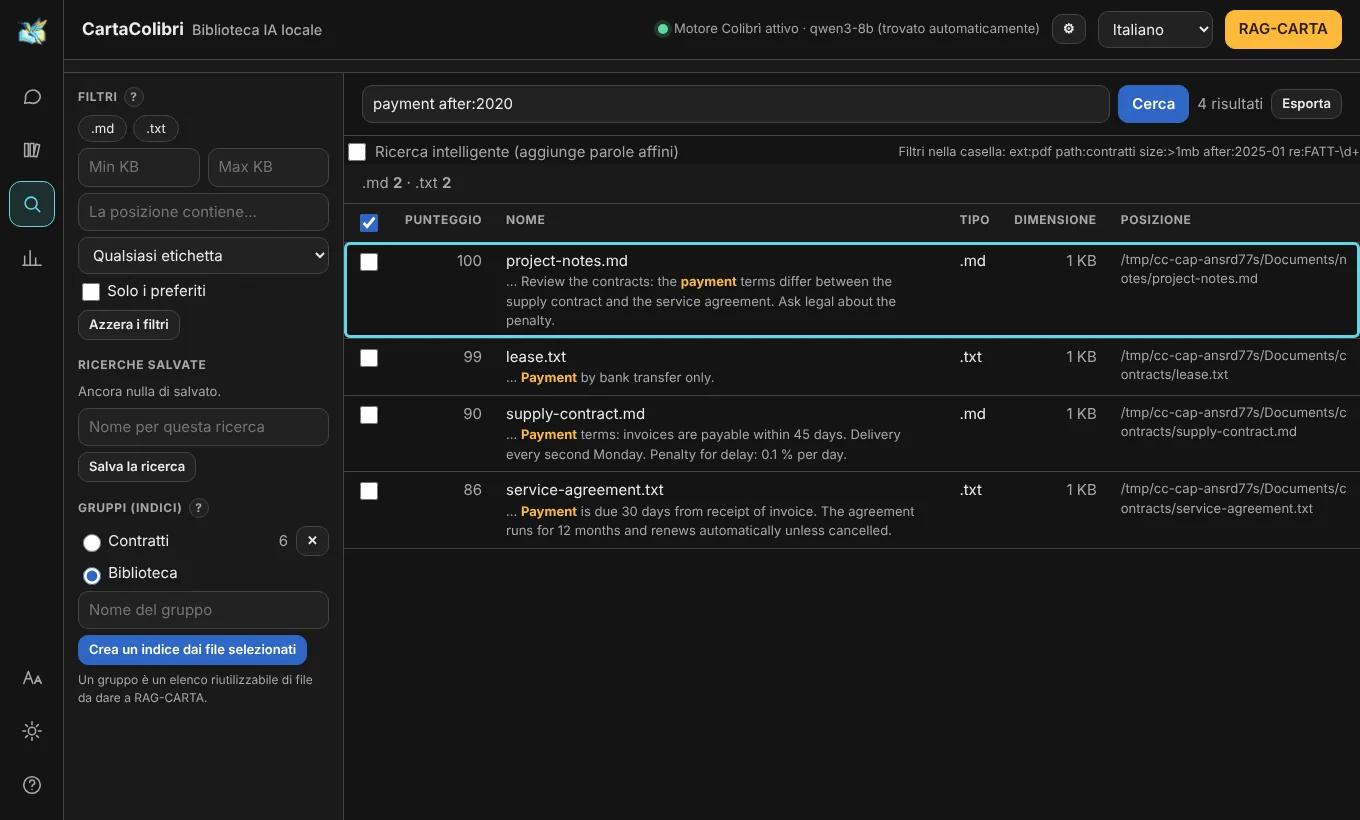 CartaColibri Biblioteca IA locale
Motore Colibrì attivo · qwen3-8b (trovato automaticamente)
Italiano
RAG-CARTA
FILTRI ?
.md .txt
Min KB Max KB
La posizione contiene…
Qualsiasi etichetta
Solo i preferiti
Azzera i filtri
RICERCHE SALVATE
Ancora nulla di salvato.
Nome per questa ricerca
Salva la ricerca
GRUPPI (INDICI) ?
Contratti 6 ×
Biblioteca
Nome del gruppo
Crea un indice dai file selezionati
Un gruppo è un elenco riutilizzabile di file
da dare a RAG-CARTA.
AA
?
payment after:2020 Cerca 4 risultati Esporta
Ricerca intelligente (aggiunge parole affini)
Filtri nella casella: ext:pdf path:contratti size:>1mb after:2025-01 re:FATT-\d+
.md 2 · .txt 2
PUNTEGGIO NOME TIPO DIMENSIONE POSIZIONE
100 project-notes.md .md 1 KB /tmp/cc-cap-ansrd77s/Documents/n
otes/project-notes.md
... Review the contracts: the payment terms differ between the
supply contract and the service agreement. Ask legal about the
penalty.
99 lease.txt .txt 1 KB /tmp/cc-cap-ansrd77s/Documents/c
ontracts/lease.txt
... Payment by bank transfer only.
90 supply-contract.md .md 1 KB /tmp/cc-cap-ansrd77s/Documents/c
ontracts/supply-contract.md
... Payment terms: invoices are payable within 45 days. Delivery
every second Monday. Penalty for delay: 0.1 % per day.
86 service-agreement.txt .txt 1 KB /tmp/cc-cap-ansrd77s/Documents/c
ontracts/service-agreement.txt
... Payment is due 30 days from receipt of invoice. The agreement
runs for 12 months and renews automatically unless cancelled.